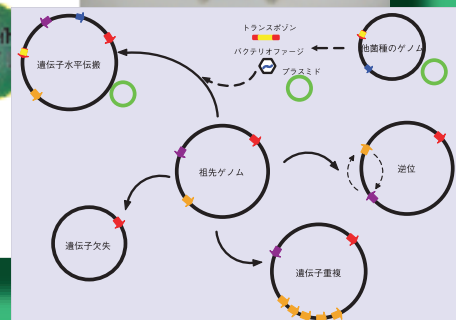 トランスポゾン
バクテリオファージ
プラスミド
他菌種のゲノム
遺伝子水平伝搬
祖先ゲノム
逆位
遺伝子欠失
遺伝子重複